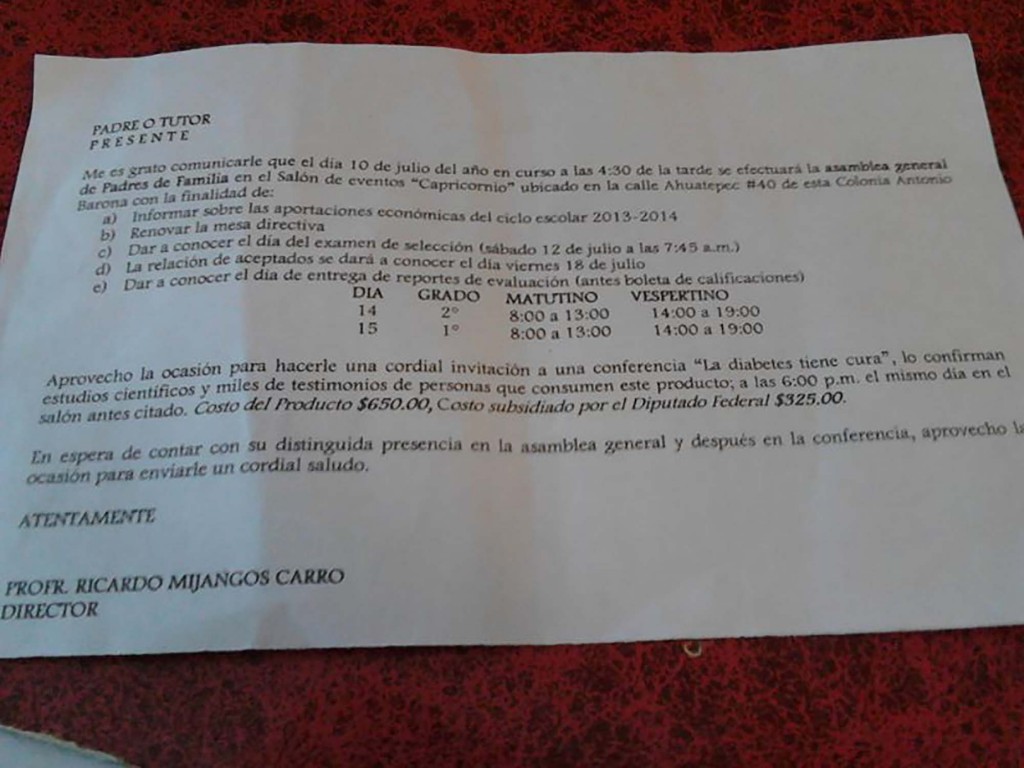 PADRE O TUTOR
PRESENTE
Me es grato comunicarle que el día 10 de julio del año en curso a las 4:30 de la tarde se efectuará la asamblea general
de Padres de Familia en el Salón de eventos "Capricornio" ubicado en la calle Ahuatepec #40 de esta Colonia Antonio
Barona con la finalidad de:
a) Informar sobre las aportaciones económicas del ciclo escolar 2013-2014
b) Renovar la mesa directiva
c) Dar a conocer el día del examen de selección (sábado 12 de julio a las 7:45 a.m.)
d) La relación de aceptados se dará a conocer el día viernes 18 de julio
e) Dar a conocer el día de entrega de reportes de evaluación (antes boleta de calificaciones)
DIA GRADO MATUTINO VESPERTINO
14 2° 8:00 a 13:00 14:00 a 19:00
15 1° 8:00 a 13:00 14:00 a 19:00
Aprovecho la ocasión para hacerle una cordial invitación a una conferencia "La diabetes tiene cura", lo confirman
estudios científicos y miles de testimonios de personas que consumen este producto; a las 6:00 p.m. el mismo día en el
salón antes citado. Costo del Producto $650.00, Costo subsidiado por el Diputado Federal $325.00.
En espera de contar con su distinguida presencia en la asamblea general y después en la conferencia, aprovecho la
ocasión para enviarle un cordial saludo.
ATENTAMENTE
PROFR. RICARDO MIJANGOS CARRO
DIRECTOR